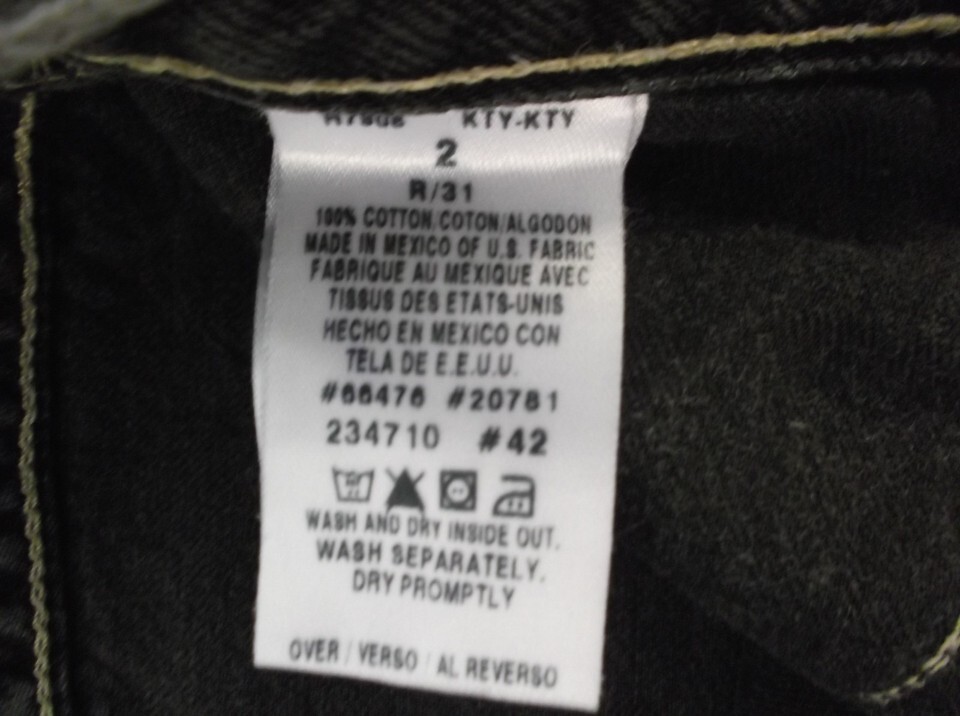 KTY-KTY
2
R/31
100% COTTON/COTON/ALGODON
MADE IN MEXICO OF U.S. FABRIC
FABRIQUE AU MEXIQUE AVEC
TISSUS DES ETATS-UNIS
HECHO EN MEXICO CON
TELA DE E.E.U.U.
#66476 #20781
234710 #42
WASH AND DRY INSIDE OUT.
WASH SEPARATELY.
DRY PROMPTLY
OVER / VERSO / AL REVERSO